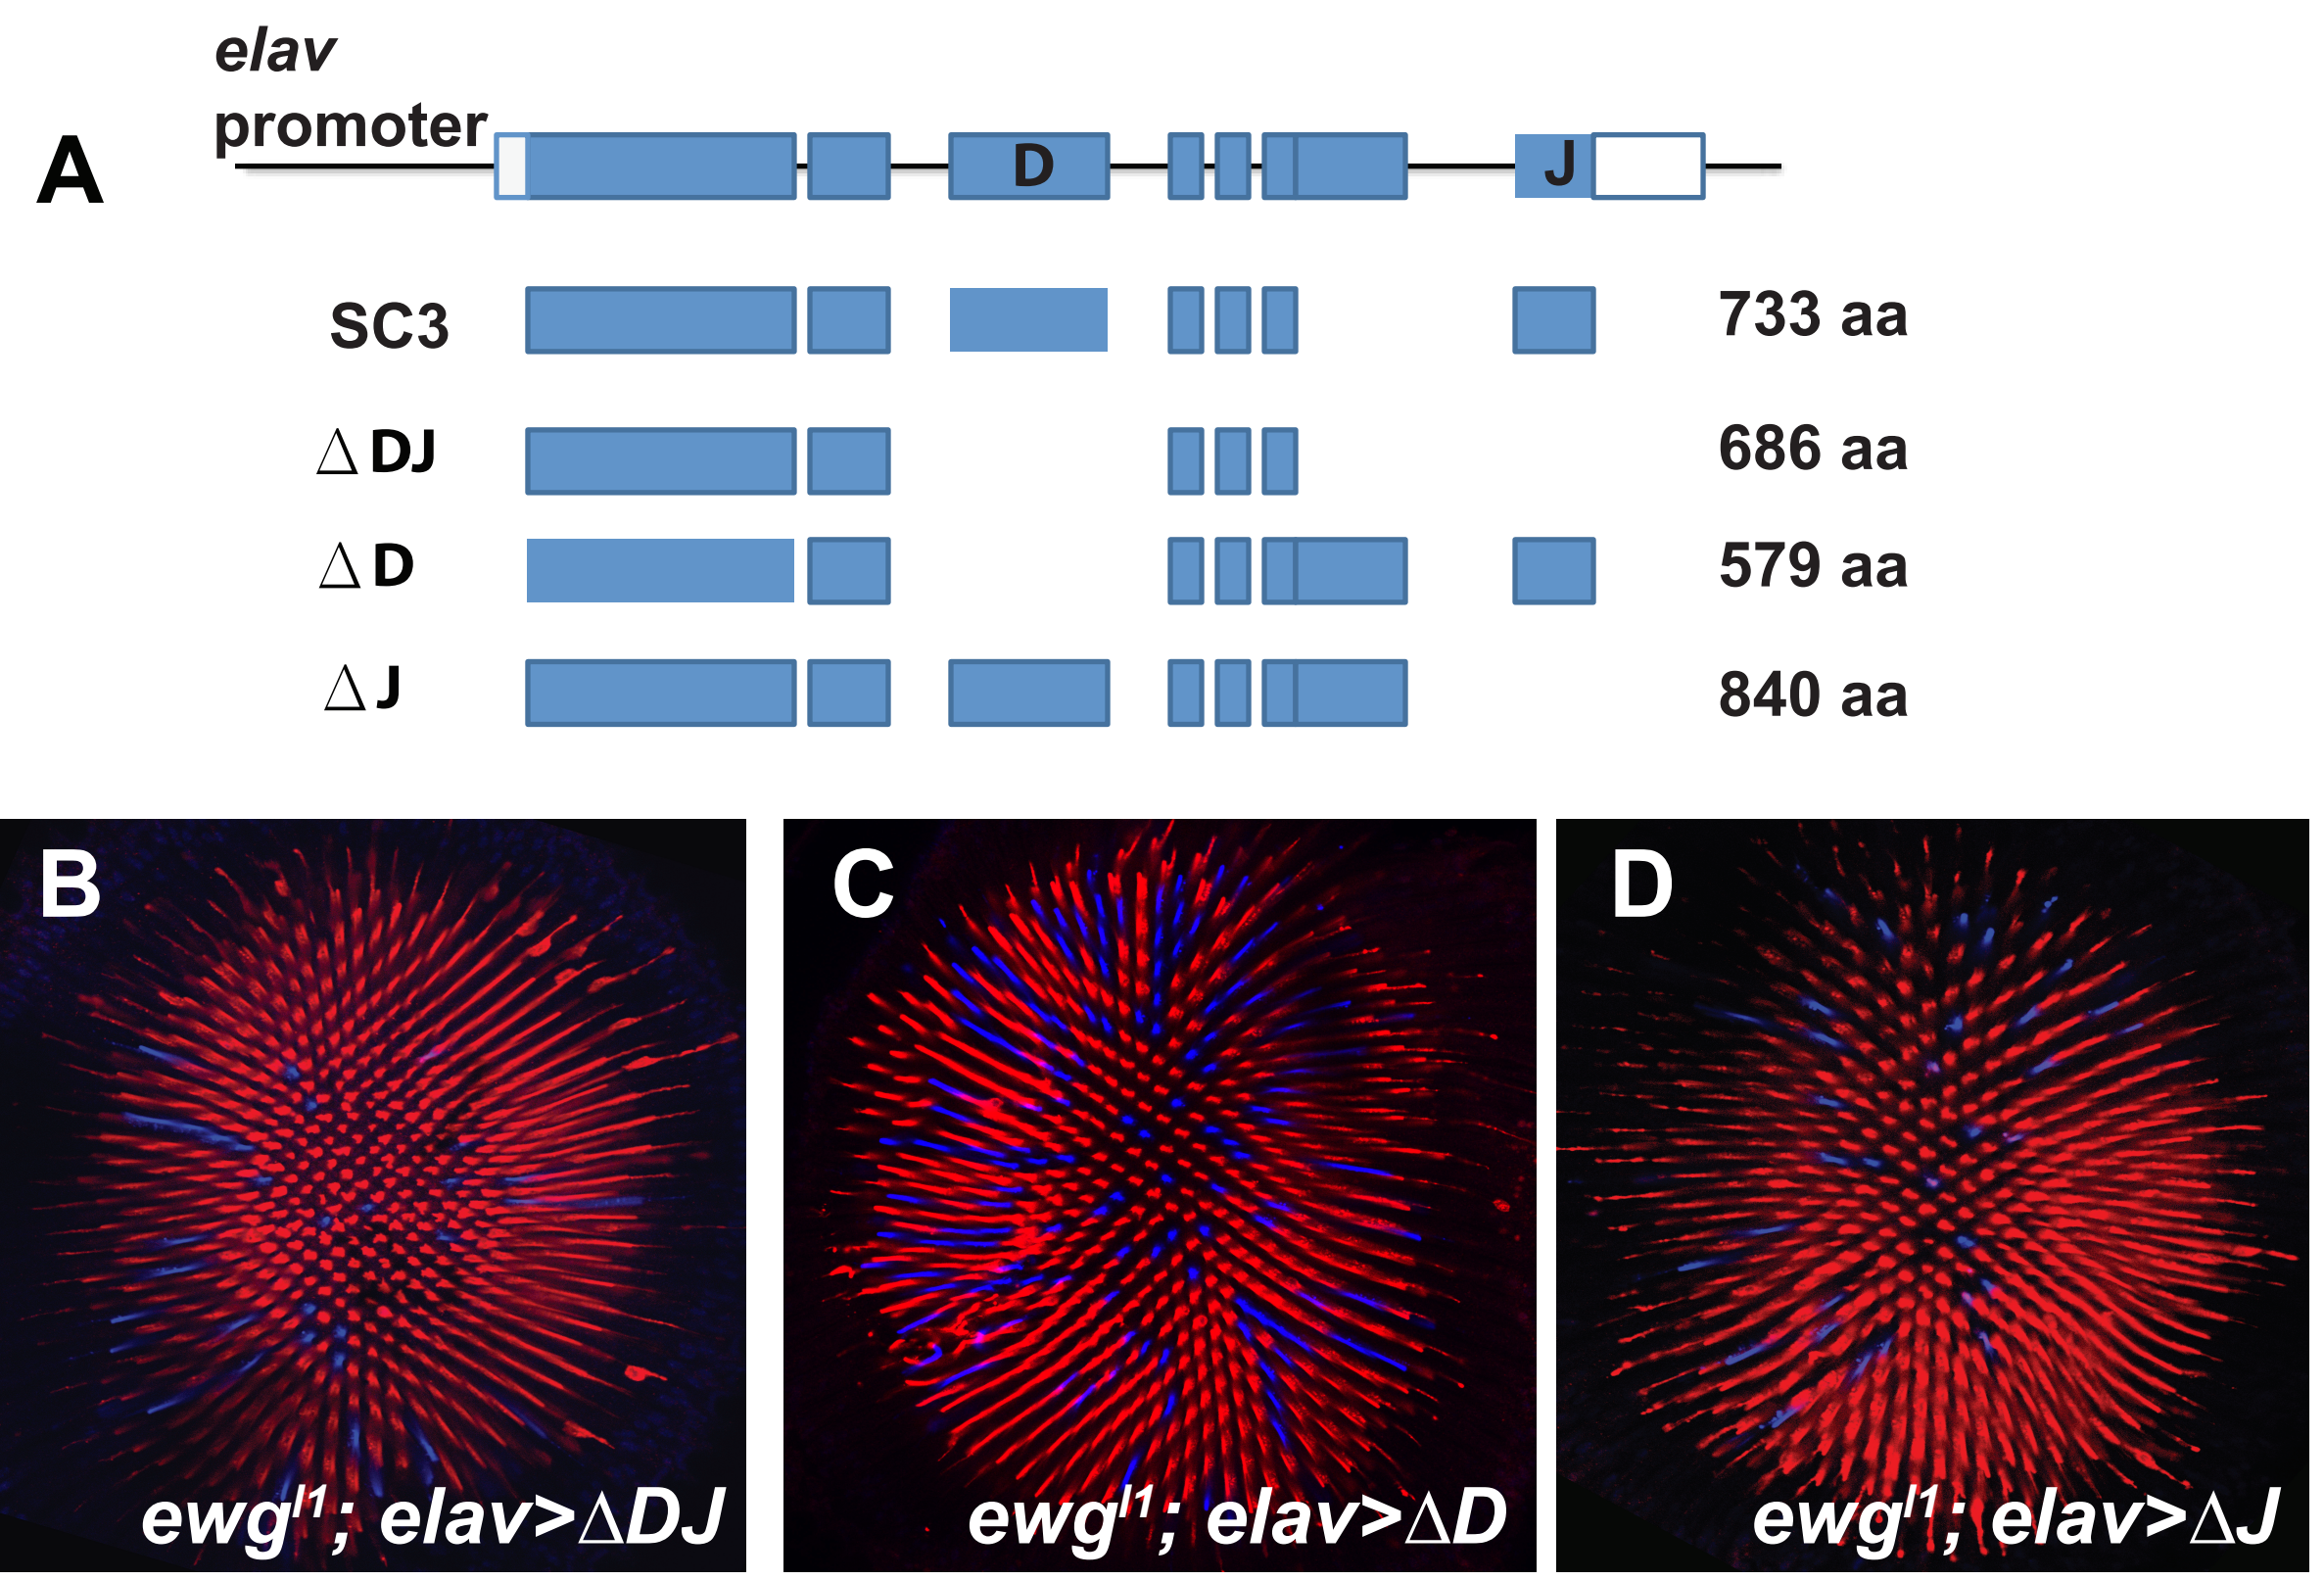 elav
promoter
A
D
J
SC3
733 aa
Δ DJ
686 aa
Δ D
579 aa
Δ J
840 aa
B
C
D
ewgl1; elav>ΔDJ
ewgl1; elav>ΔD
ewgl1; elav>ΔJ